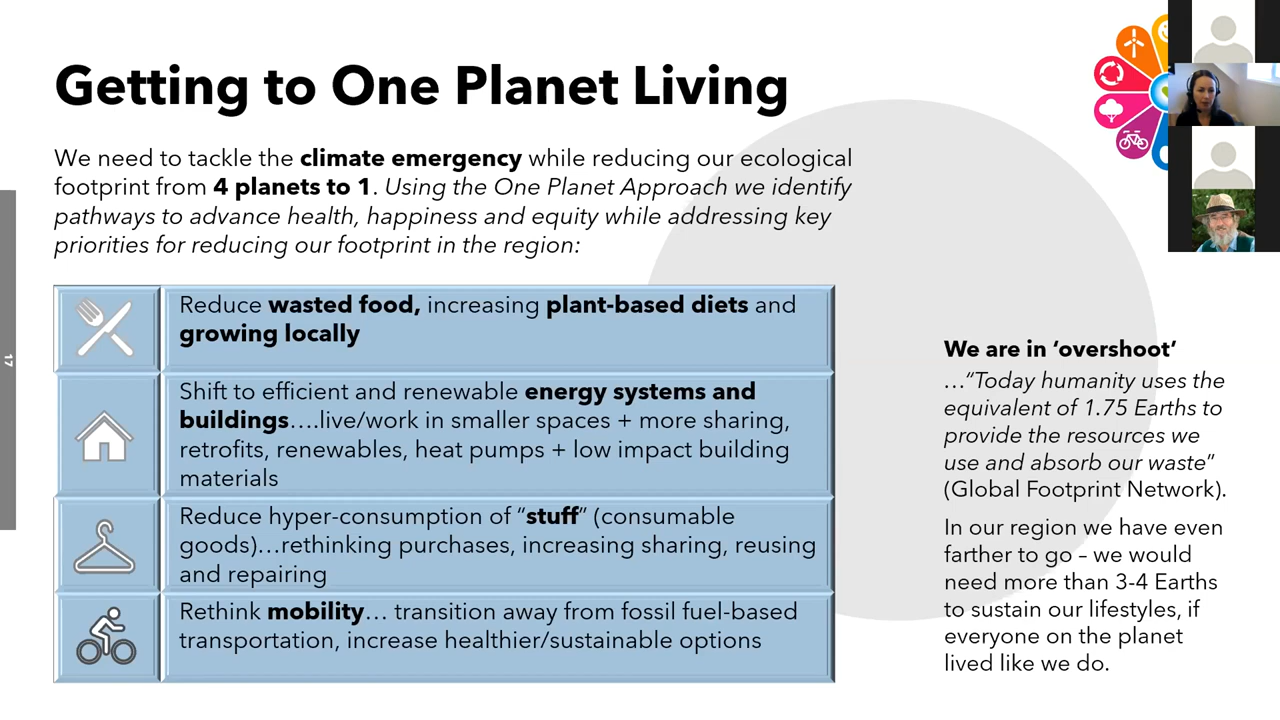 Getting to One Planet Living
We need to tackle the climate emergency while reducing our ecological
footprint from 4 planets to 1. Using the One Planet Approach we identify
pathways to advance health, happiness and equity while addressing key
priorities for reducing our footprint in the region:
Reduce wasted food, increasing plant-based diets and
growing locally
Shift to efficient and renewable energy systems and
buildings….live/work in smaller spaces + more sharing,
retrofits, renewables, heat pumps + low impact building
materials
Reduce hyper-consumption of “stuff” (consumable
goods)…rethinking purchases, increasing sharing, reusing
and repairing
Rethink mobility… transition away from fossil fuel-based
transportation, increase healthier/sustainable options
We are in ‘overshoot’
…“Today humanity uses the
equivalent of 1.75 Earths to
provide the resources we
use and absorb our waste”
(Global Footprint Network).
In our region we have even
farther to go – we would
need more than 3-4 Earths
to sustain our lifestyles, if
everyone on the planet
lived like we do.
17